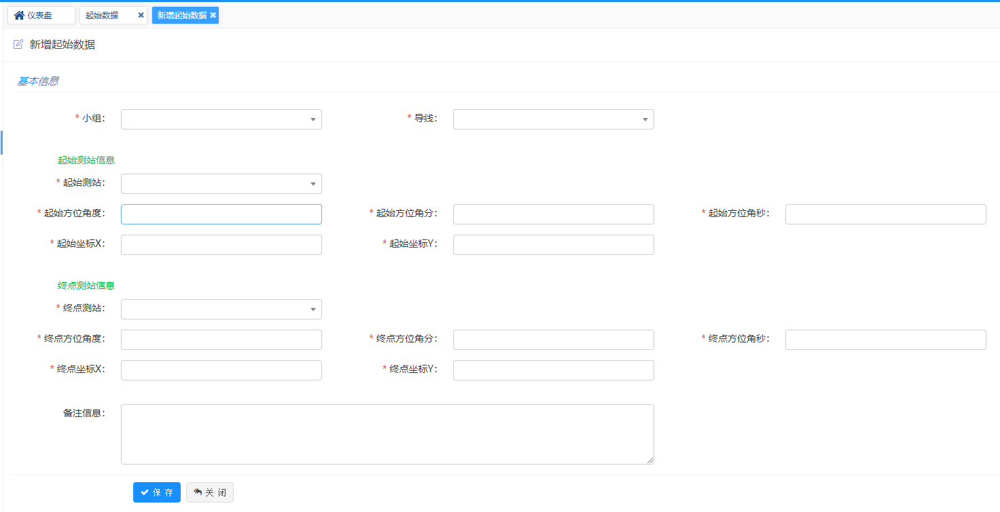 仪表盘 起始数据 新增起始数据
新增起始数据
基本信息
* 小组： * 导线：
起始测站信息
* 起始测站：
* 起始方位角度： * 起始方位角分： * 起始方位角秒：
* 起始坐标X： * 起始坐标Y：
终点测站信息
* 终点测站：
* 终点方位角度： * 终点方位角分： * 终点方位角秒：
* 终点坐标X： * 终点坐标Y：
备注信息：
保 存 关 闭